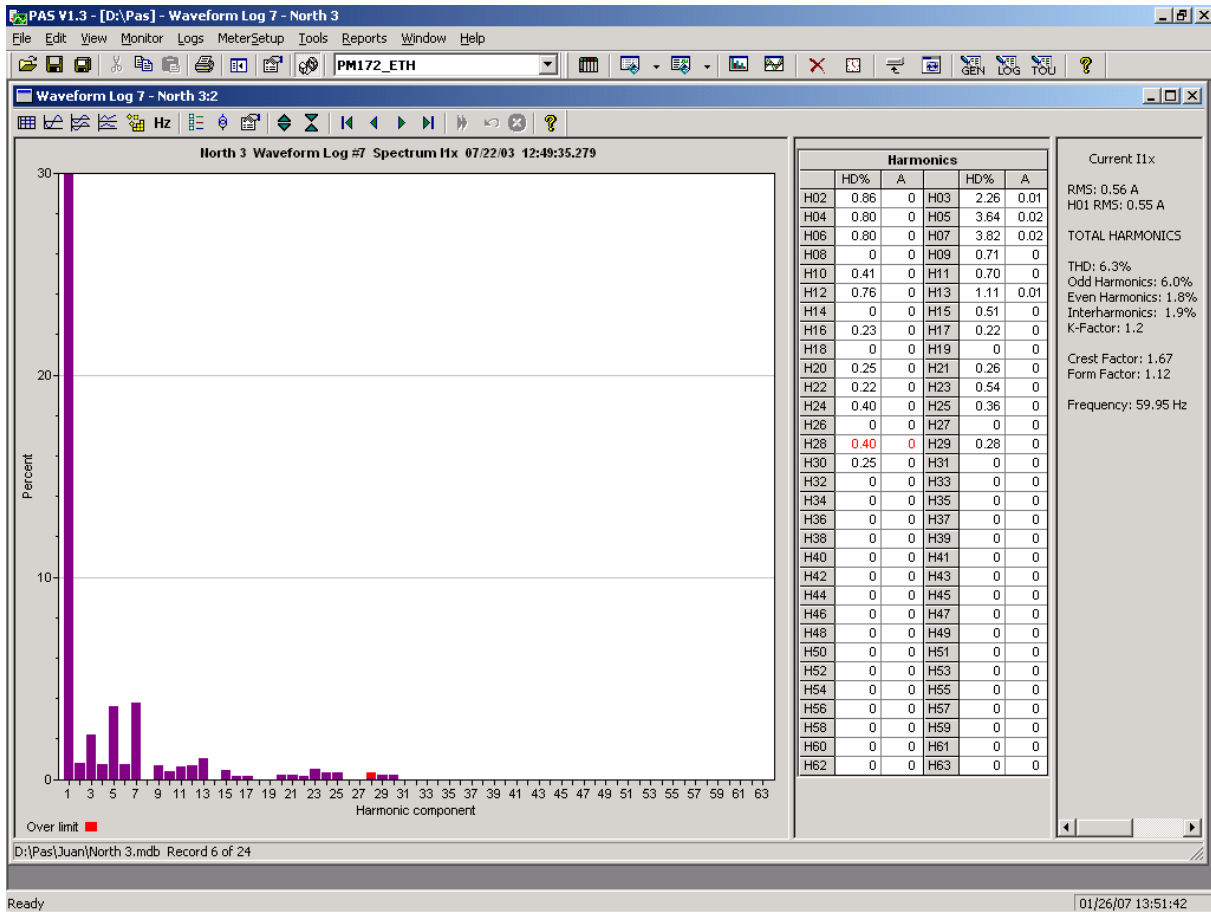 PAS V1.3 - [D:\Pas] - Waveform Log 7 - North 3
File Edit View Monitor Logs MeterSetup Tools Reports Window Help
PM172_ETH
GEN LOG TOU
Waveform Log 7 - North 3:2
Hz
North 3 Waveform Log #7 Spectrum I1x 07/22/03 12:49:35.279
30
20
10
0
Percent
1 3 5 7 9 11 13 15 17 19 21 23 25 27 29 31 33 35 37 39 41 43 45 47 49 51 53 55 57 59 61 63
Harmonic component
Over limit
Harmonics
HD% A HD% A
H02 0.86 0 H03 2.26 0.01
H04 0.80 0 H05 3.64 0.02
H06 0.80 0 H07 3.82 0.02
H08 0 0 H09 0.71 0
H10 0.41 0 H11 0.70 0
H12 0.76 0 H13 1.11 0.01
H14 0 0 H15 0.51 0
H16 0.23 0 H17 0.22 0
H18 0 0 H19 0 0
H20 0.25 0 H21 0.26 0
H22 0.22 0 H23 0.54 0
H24 0.40 0 H25 0.36 0
H26 0 0 H27 0 0
H28 0.40 0 H29 0.28 0
H30 0.25 0 H31 0 0
H32 0 0 H33 0 0
H34 0 0 H35 0 0
H36 0 0 H37 0 0
H38 0 0 H39 0 0
H40 0 0 H41 0 0
H42 0 0 H43 0 0
H44 0 0 H45 0 0
H46 0 0 H47 0 0
H48 0 0 H49 0 0
H50 0 0 H51 0 0
H52 0 0 H53 0 0
H54 0 0 H55 0 0
H56 0 0 H57 0 0
H58 0 0 H59 0 0
H60 0 0 H61 0 0
H62 0 0 H63 0 0
Current I1x
RMS: 0.56 A
H01 RMS: 0.55 A
TOTAL HARMONICS
THD: 6.3%
Odd Harmonics: 6.0%
Even Harmonics: 1.8%
Interharmonics: 1.9%
K-Factor: 1.2
Crest Factor: 1.67
Form Factor: 1.12
Frequency: 59.95 Hz
D:\Pas\Juan\North 3.mdb Record 6 of 24
Ready
01/26/07 13:51:42